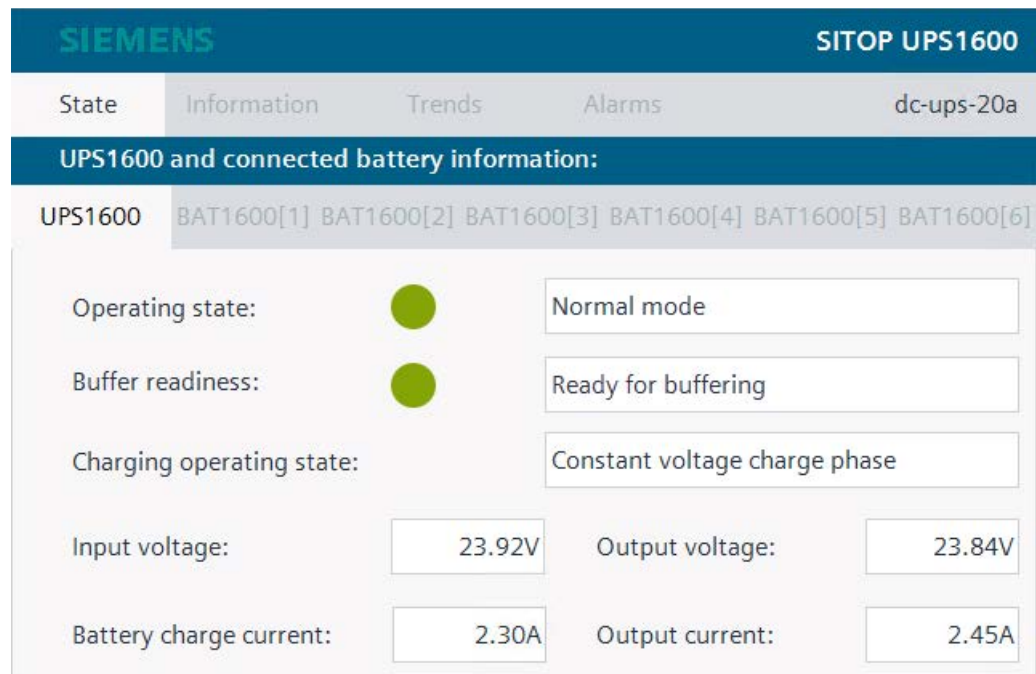 SIEMENS SITOP UPS1600
State Information Trends Alarms dc-ups-20a
UPS1600 and connected battery information:
UPS1600 BAT1600[1] BAT1600[2] BAT1600[3] BAT1600[4] BAT1600[5] BAT1600[6]
Operating state: Normal mode
Buffer readiness: Ready for buffering
Charging operating state: Constant voltage charge phase
Input voltage: 23.92V Output voltage: 23.84V
Battery charge current: 2.30A Output current: 2.45A